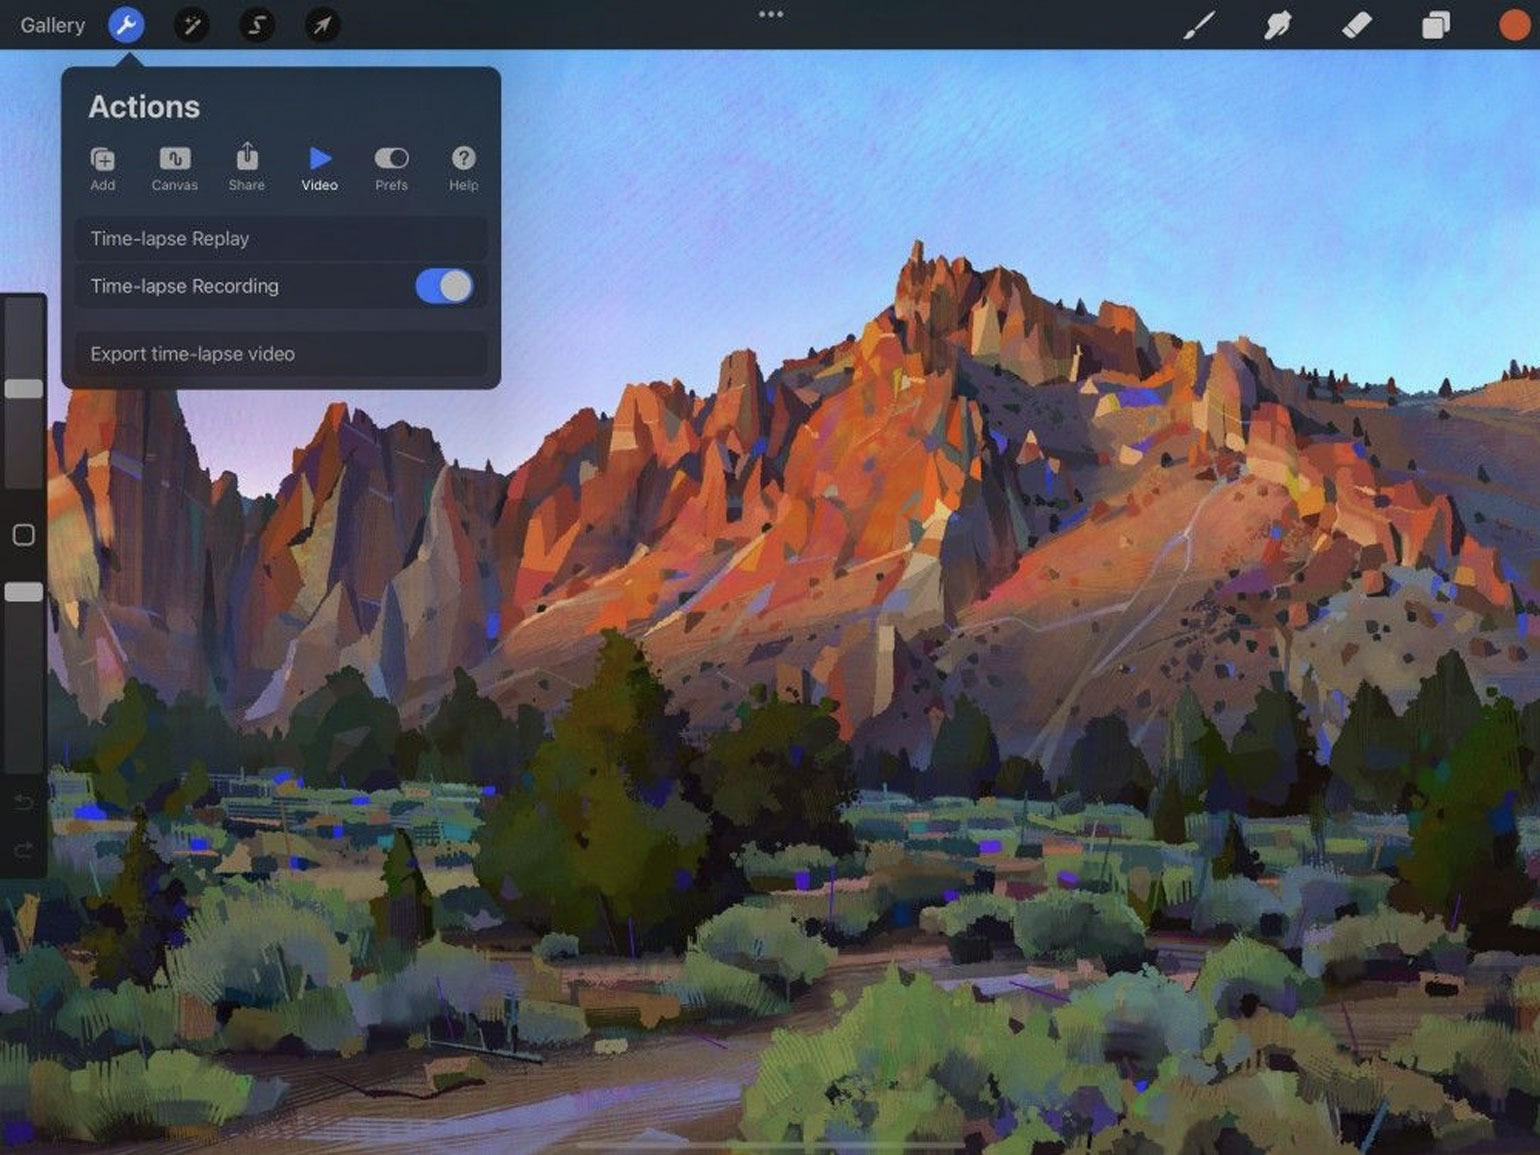 Gallery
Actions
Add Canvas Share Video Prefs Help
Time-lapse Replay
Time-lapse Recording
Export time-lapse video